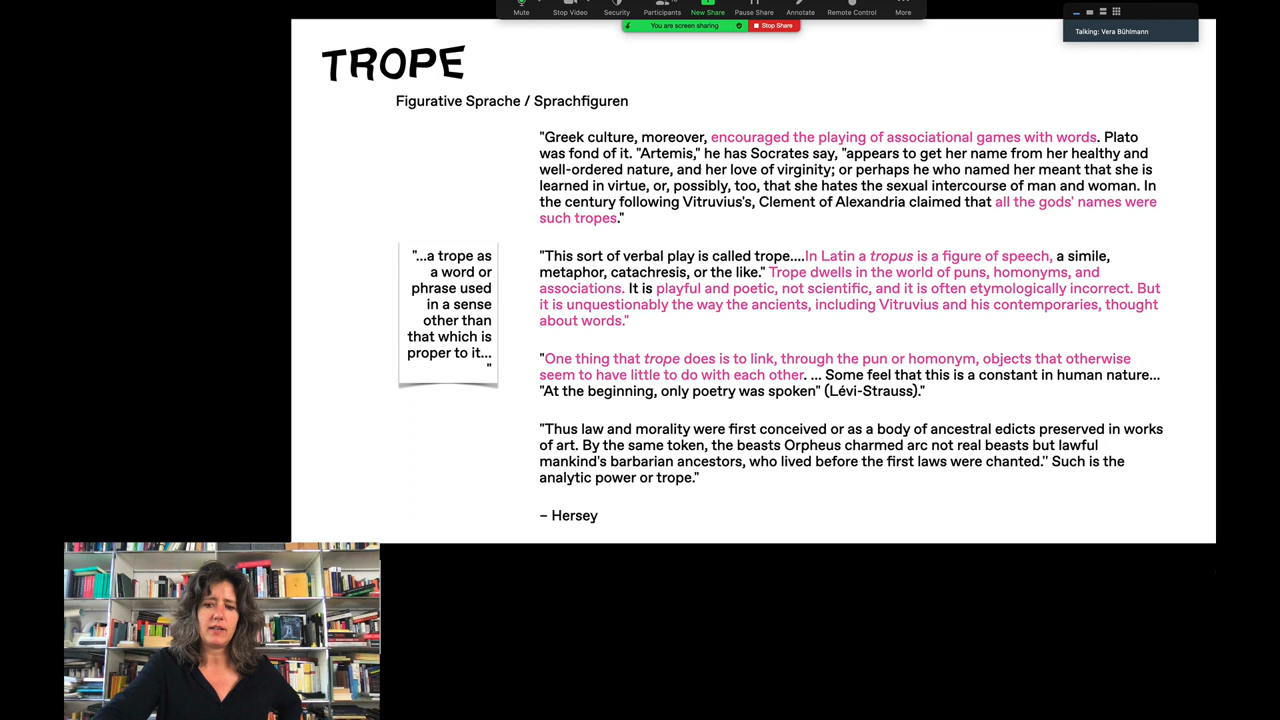 Mute
Stop Video
Security
Participants
New Share
Pause Share
Annotate
Remote Control
More
You are screen sharing
Stop Share
Talking: Vera Bühlmann
TROPE
Figurative Sprache / Sprachfiguren
"Greek culture, moreover, encouraged the playing of associational games with words. Plato
was fond of it. "Artemis," he has Socrates say, "appears to get her name from her healthy and
well-ordered nature, and her love of virginity; or perhaps he who named her meant that she is
learned in virtue, or, possibly, too, that she hates the sexual intercourse of man and woman. In
the century following Vitruvius's, Clement of Alexandria claimed that all the gods' names were
such tropes."
"...a trope as
a word or
phrase used
in a sense
other than
that which is
proper to it...
"
"This sort of verbal play is called trope....In Latin a tropus is a figure of speech, a simile,
metaphor, catachresis, or the like." Trope dwells in the world of puns, homonyms, and
associations. It is playful and poetic, not scientific, and it is often etymologically incorrect. But
it is unquestionably the way the ancients, including Vitruvius and his contemporaries, thought
about words."
"One thing that trope does is to link, through the pun or homonym, objects that otherwise
seem to have little to do with each other. ... Some feel that this is a constant in human nature...
"At the beginning, only poetry was spoken" (Lévi-Strauss)."
"Thus law and morality were first conceived or as a body of ancestral edicts preserved in works
of art. By the same token, the beasts Orpheus charmed arc not real beasts but lawful
mankind's barbarian ancestors, who lived before the first laws were chanted." Such is the
analytic power or trope."
– Hersey